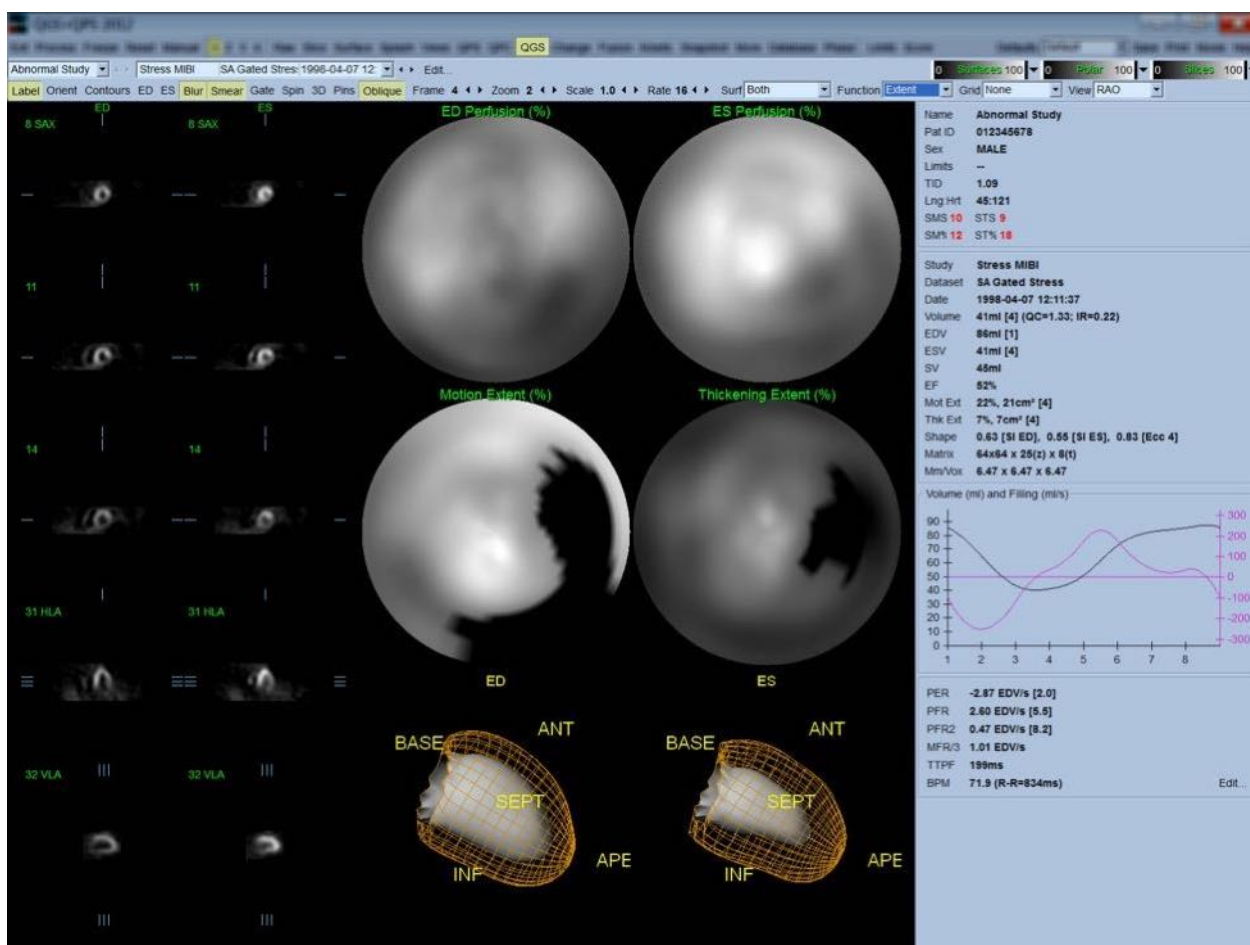 QGS+QPS 2012
QGS
Abnormal Study Stress MIBI SA Gated Stress 1998-04-07 12: Edit...
0 Surfaces 100 0 Polar 100 0 Slices 100
Label Orient Contours ED ES Blur Smear Gate Spin 3D Pins Oblique Frame 4 Zoom 2 Scale 1.0 Rate 16 Surf Both Function Extent Grid None View RAO
ED ES
8 SAX 8 SAX
11 11
14 14
31 HLA 31 HLA
32 VLA 32 VLA
ED Perfusion (%) ES Perfusion (%)
Motion Extent (%) Thickening Extent (%)
ED ES
BASE ANT SEPT INF APE
BASE ANT SEPT INF APE
Name Abnormal Study
Pat ID 012345678
Sex MALE
Limits --
TID 1.09
Lng:Hrt 45:121
SMS 10 STS 9
SM% 12 ST% 18
Study Stress MIBI
Dataset SA Gated Stress
Date 1998-04-07 12:11:37
Volume 41ml [4] (QC=1.33; IR=0.22)
EDV 86ml [1]
ESV 41ml [4]
SV 45ml
EF 52%
Mot Ext 22%, 21cm² [4]
Thk Ext 7%, 7cm² [4]
Shape 0.63 [SI ED], 0.55 [SI ES], 0.83 [Ecc 4]
Matrix 64x64 x 25(z) x 8(t)
Mm/Vox 6.47 x 6.47 x 6.47
Volume (ml) and Filling (ml/s)
90 80 70 60 50 40 30 20 10 0
300 200 100 0 -100 -200 -300
1 2 3 4 5 6 7 8
PER -2.87 EDV/s [2.0]
PFR 2.60 EDV/s [5.5]
PFR2 0.47 EDV/s [8.2]
MFR/3 1.01 EDV/s
TTPF 199ms
BPM 71.9 (R-R=834ms) Edit...